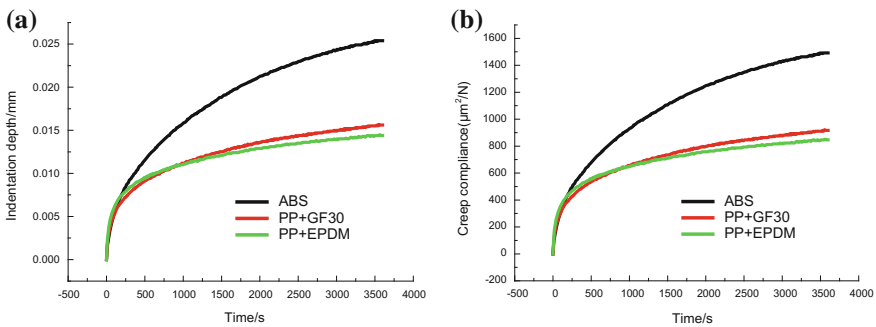 (a)
0.025
0.020
0.015
0.010
0.005
0.000
Indentation depth/mm
ABS
PP+GF30
PP+EPDM
-500 0 500 1000 1500 2000 2500 3000 3500 4000
Time/s
(b)
1600
1400
1200
1000
800
600
400
200
0
-200
Creep compliance(μm²/N)
ABS
PP+GF30
PP+EPDM
-500 0 500 1000 1500 2000 2500 3000 3500 4000
Time/s